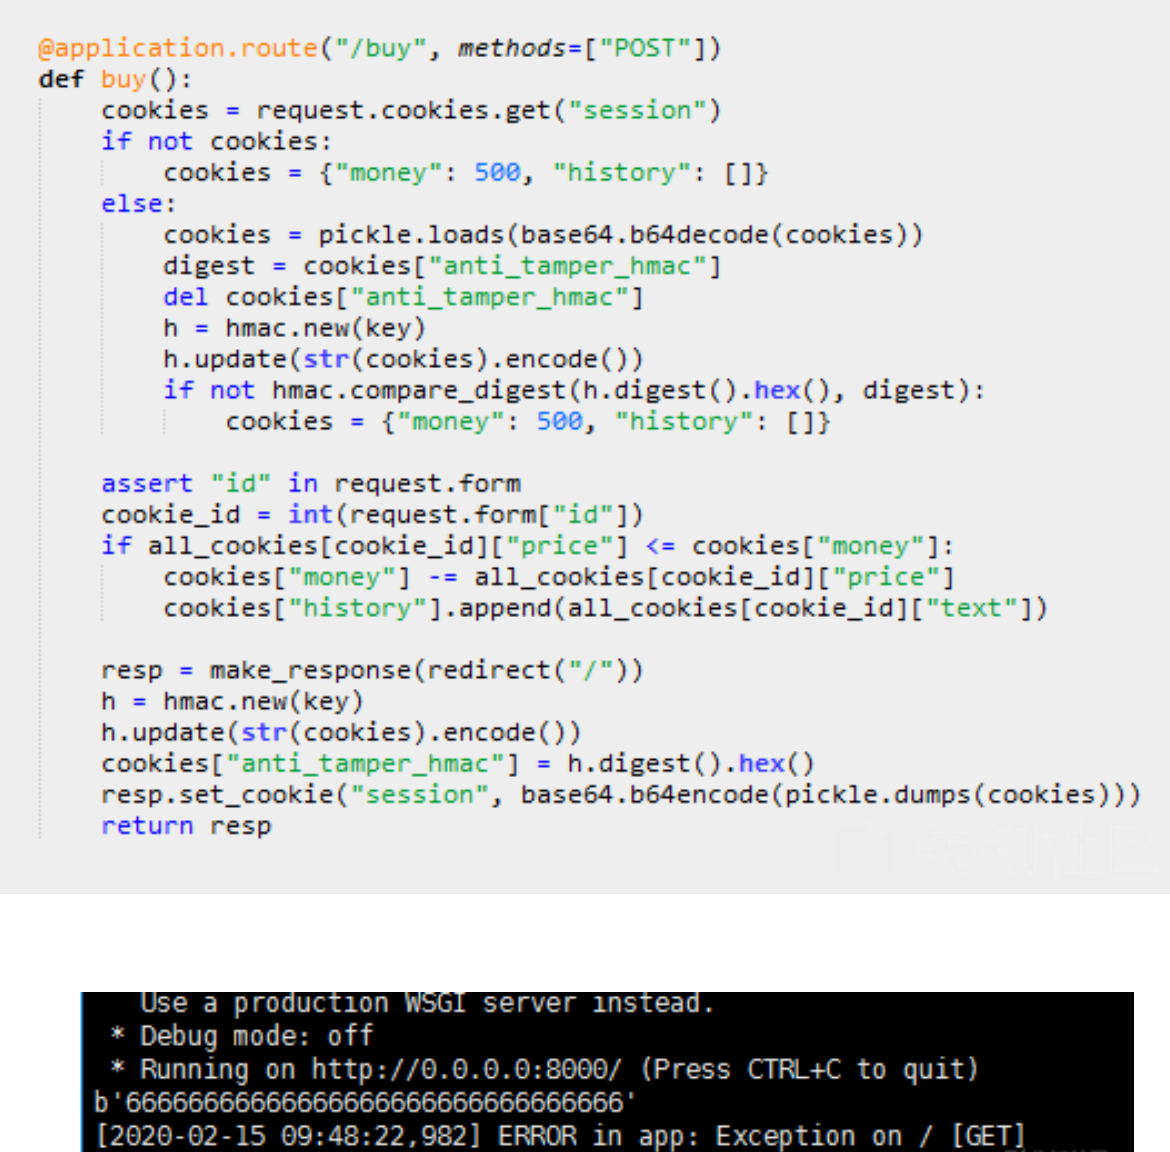 @application.route("/buy", methods=["POST"])
def buy():
    cookies = request.cookies.get("session")
    if not cookies:
        cookies = {"money": 500, "history": []}
    else:
        cookies = pickle.loads(base64.b64decode(cookies))
        digest = cookies["anti_tamper_hmac"]
        del cookies["anti_tamper_hmac"]
        h = hmac.new(key)
        h.update(str(cookies).encode())
        if not hmac.compare_digest(h.digest().hex(), digest):
            cookies = {"money": 500, "history": []}
    assert "id" in request.form
    cookie_id = int(request.form["id"])
    if all_cookies[cookie_id]["price"] <= cookies["money"]:
        cookies["money"] -= all_cookies[cookie_id]["price"]
        cookies["history"].append(all_cookies[cookie_id]["text"])
    resp = make_response(redirect("/"))
    h = hmac.new(key)
    h.update(str(cookies).encode())
    cookies["anti_tamper_hmac"] = h.digest().hex()
    resp.set_cookie("session", base64.b64encode(pickle.dumps(cookies)))
    return resp
Use a production WSGI server instead.
* Debug mode: off
* Running on http://0.0.0.0:8000/ (Press CTRL+C to quit)
b'66666666666666666666666666666666'
[2020-02-15 09:48:22,982] ERROR in app: Exception on / [GET]